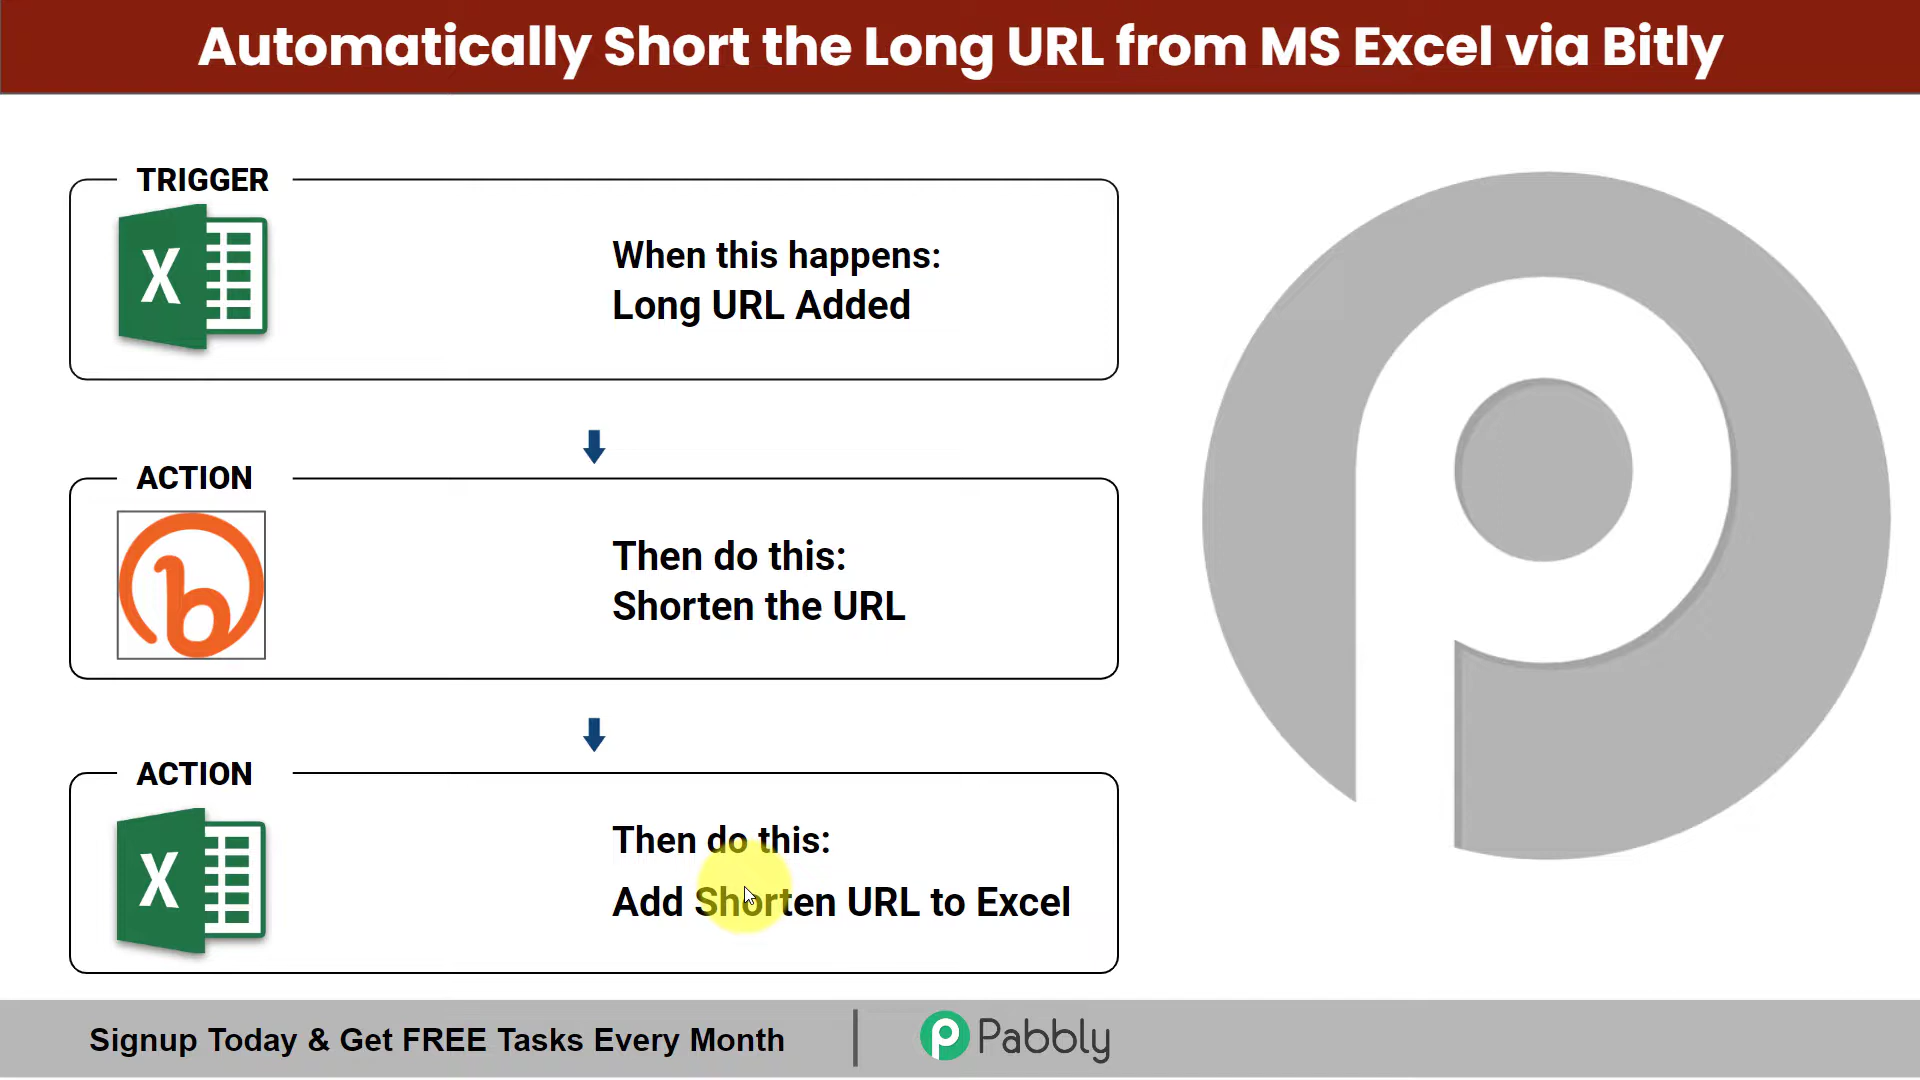 Automatically Short the Long URL from MS Excel via Bitly
TRIGGER
X
When this happens:
Long URL Added
ACTION
b
Then do this:
Shorten the URL
ACTION
X
Then do this:
Add Shorten URL to Excel
Signup Today & Get FREE Tasks Every Month
Pabbly